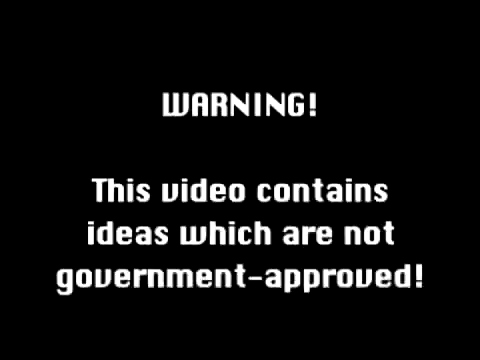 WARNING!
This video contains
ideas which are not
government-approved!